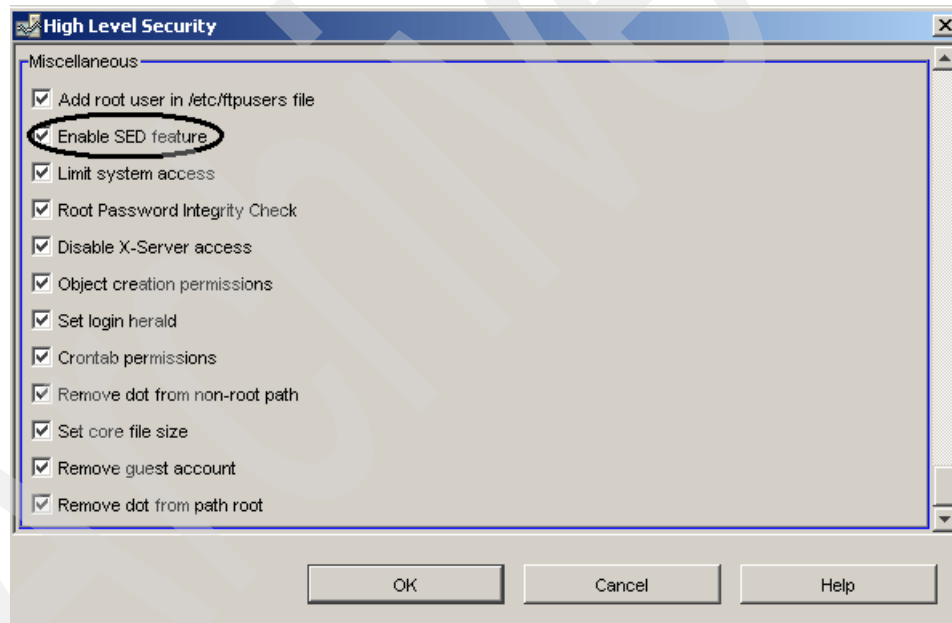 High Level Security
Miscellaneous
Add root user in /etc/ftpusers file
Enable SED feature
Limit system access
Root Password Integrity Check
Disable X-Server access
Object creation permissions
Set login herald
Crontab permissions
Remove dot from non-root path
Set core file size
Remove guest account
Remove dot from path root
OK Cancel Help